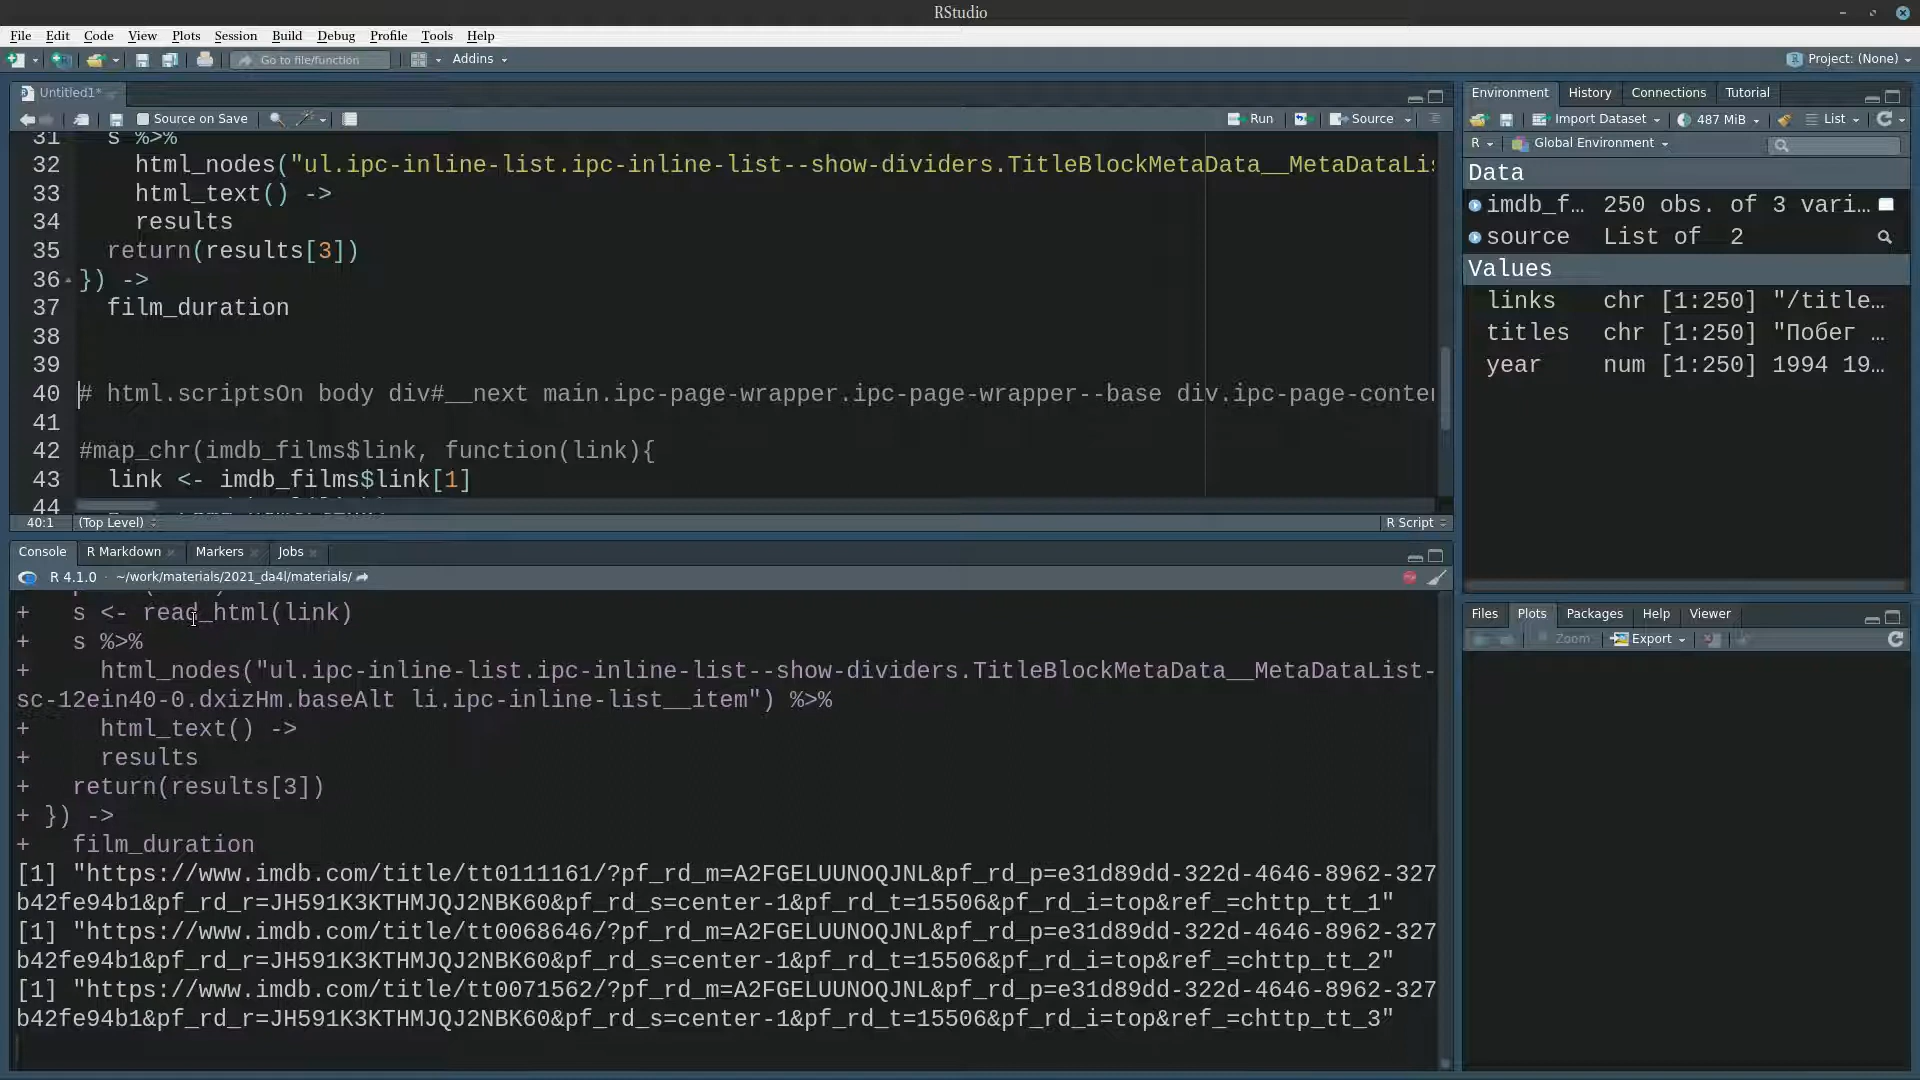 RStudio
File Edit Code View Plots Session Build Debug Profile Tools Help
Go to file/function Addins Project: (None)
Untitled1*
Source on Save Run Source
31 s %>%
32 html_nodes("ul.ipc-inline-list.ipc-inline-list--show-dividers.TitleBlockMetaData__MetaDataLis
33 html_text() ->
34 results
35 return(results[3])
36 }) ->
37 film_duration
38
39
40 # html.scriptsOn body div#__next main.ipc-page-wrapper.ipc-page-wrapper--base div.ipc-page-conter
41
42 #map_chr(imdb_films$link, function(link){
43 link <- imdb_films$link[1]
44
40:1 (Top Level) R Script
Console R Markdown Markers Jobs
R 4.1.0 · ~/work/materials/2021_da4l/materials/
+ s <- read_html(link)
+ s %>%
+ html_nodes("ul.ipc-inline-list.ipc-inline-list--show-dividers.TitleBlockMetaData__MetaDataList-
sc-12ein40-0.dxizHm.baseAlt li.ipc-inline-list__item") %>%
+ html_text() ->
+ results
+ return(results[3])
+ }) ->
+ film_duration
[1] "https://www.imdb.com/title/tt0111161/?pf_rd_m=A2FGELUUNOQJNL&pf_rd_p=e31d89dd-322d-4646-8962-327
b42fe94b1&pf_rd_r=JH591K3KTHMJQJ2NBK60&pf_rd_s=center-1&pf_rd_t=15506&pf_rd_i=top&ref_=chttp_tt_1"
[1] "https://www.imdb.com/title/tt0068646/?pf_rd_m=A2FGELUUNOQJNL&pf_rd_p=e31d89dd-322d-4646-8962-327
b42fe94b1&pf_rd_r=JH591K3KTHMJQJ2NBK60&pf_rd_s=center-1&pf_rd_t=15506&pf_rd_i=top&ref_=chttp_tt_2"
[1] "https://www.imdb.com/title/tt0071562/?pf_rd_m=A2FGELUUNOQJNL&pf_rd_p=e31d89dd-322d-4646-8962-327
b42fe94b1&pf_rd_r=JH591K3KTHMJQJ2NBK60&pf_rd_s=center-1&pf_rd_t=15506&pf_rd_i=top&ref_=chttp_tt_3"
Environment History Connections Tutorial
Import Dataset 487 MiB List
R Global Environment
Data
imdb_f… 250 obs. of 3 vari…
source List of 2
Values
links chr [1:250] "/title…
titles chr [1:250] "Побег …
year num [1:250] 1994 19…
Files Plots Packages Help Viewer
Zoom Export